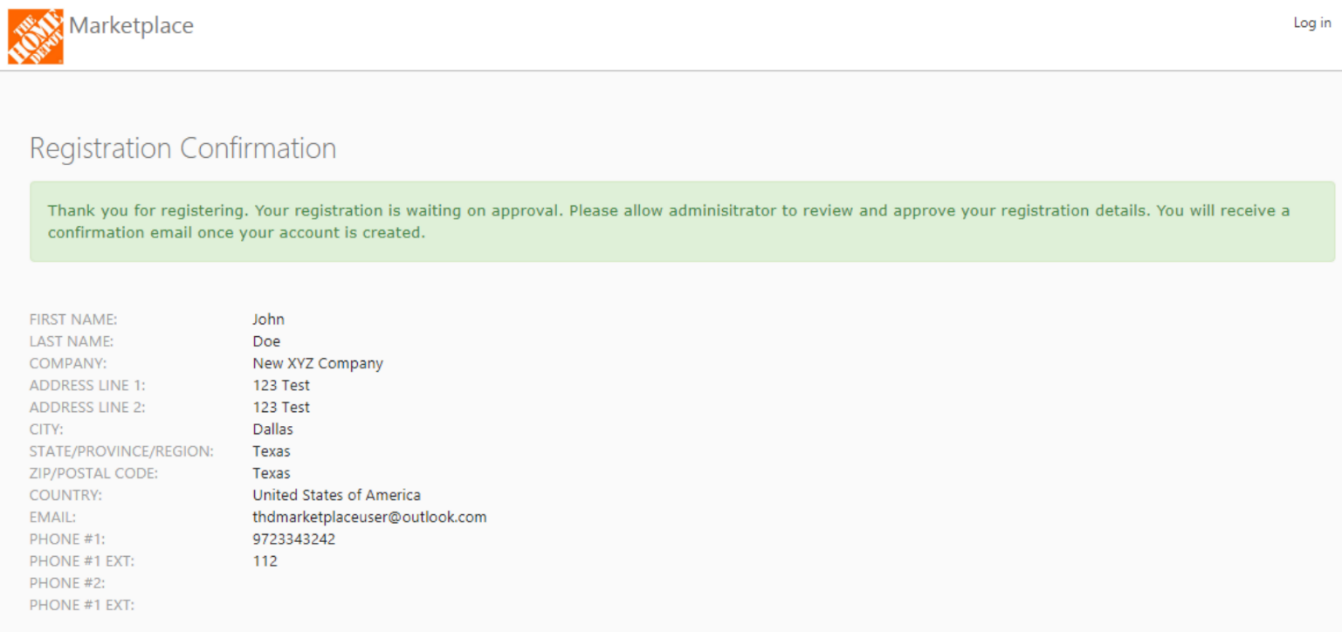 THE HOME DEPOT
Marketplace
Log in
Registration Confirmation
Thank you for registering. Your registration is waiting on approval. Please allow adminisitrator to review and approve your registration details. You will receive a
confirmation email once your account is created.
FIRST NAME: John
LAST NAME: Doe
COMPANY: New XYZ Company
ADDRESS LINE 1: 123 Test
ADDRESS LINE 2: 123 Test
CITY: Dallas
STATE/PROVINCE/REGION: Texas
ZIP/POSTAL CODE: Texas
COUNTRY: United States of America
EMAIL: thdmarketplaceuser@outlook.com
PHONE #1: 9723343242
PHONE #1 EXT: 112
PHONE #2:
PHONE #1 EXT: